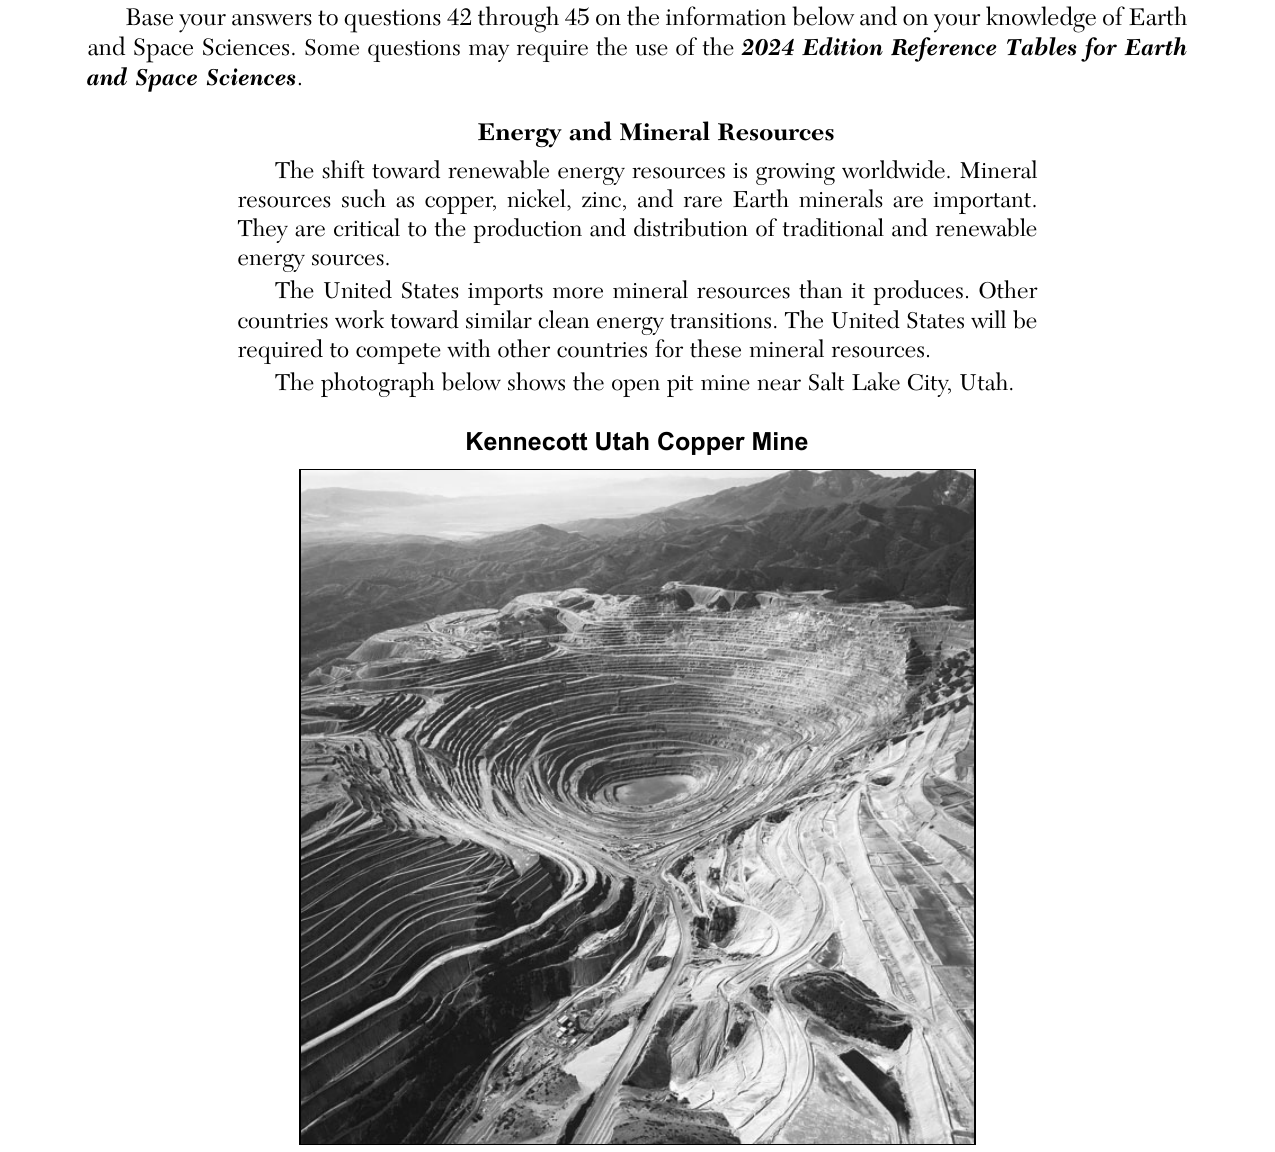 Base your answers to questions 42 through 45 on the information below and on your knowledge of Earth
and Space Sciences. Some questions may require the use of the 2024 Edition Reference Tables for Earth
and Space Sciences.
Energy and Mineral Resources
The shift toward renewable energy resources is growing worldwide. Mineral
resources such as copper, nickel, zinc, and rare Earth minerals are important.
They are critical to the production and distribution of traditional and renewable
energy sources.
The United States imports more mineral resources than it produces. Other
countries work toward similar clean energy transitions. The United States will be
required to compete with other countries for these mineral resources.
The photograph below shows the open pit mine near Salt Lake City, Utah.
Kennecott Utah Copper Mine